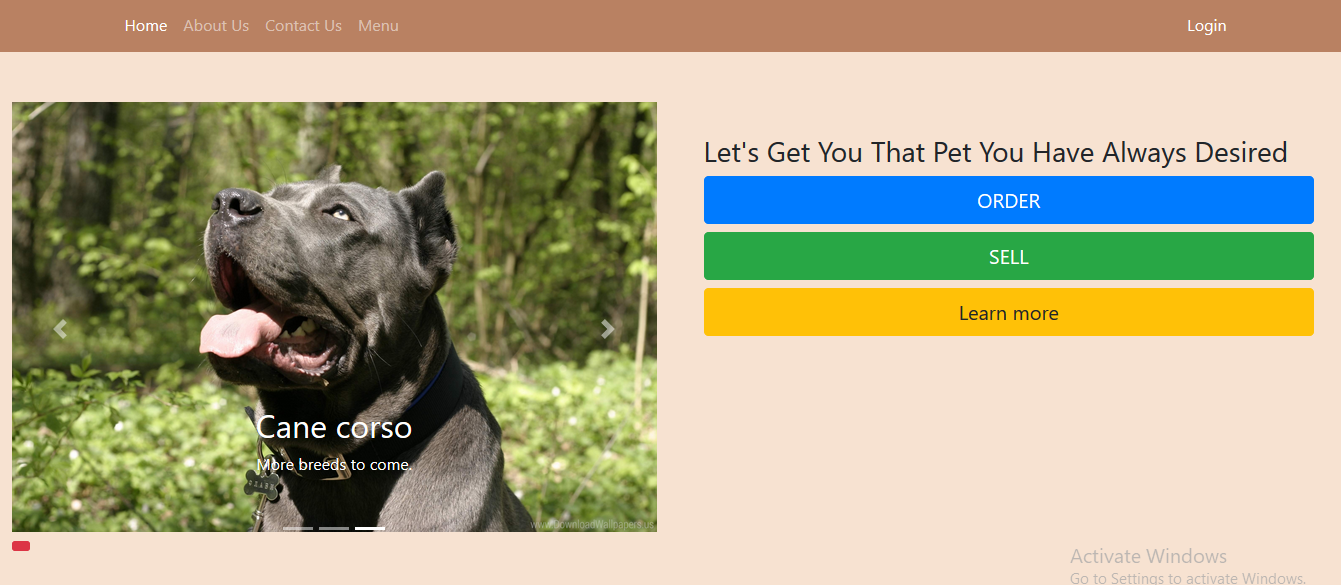 Home About Us Contact Us Menu Login
Let's Get You That Pet You Have Always Desired
ORDER
SELL
Learn more
Cane corso
More breeds to come.
www.DownloadWallpapers.us
Activate Windows
Go to Settings to activate Windows.